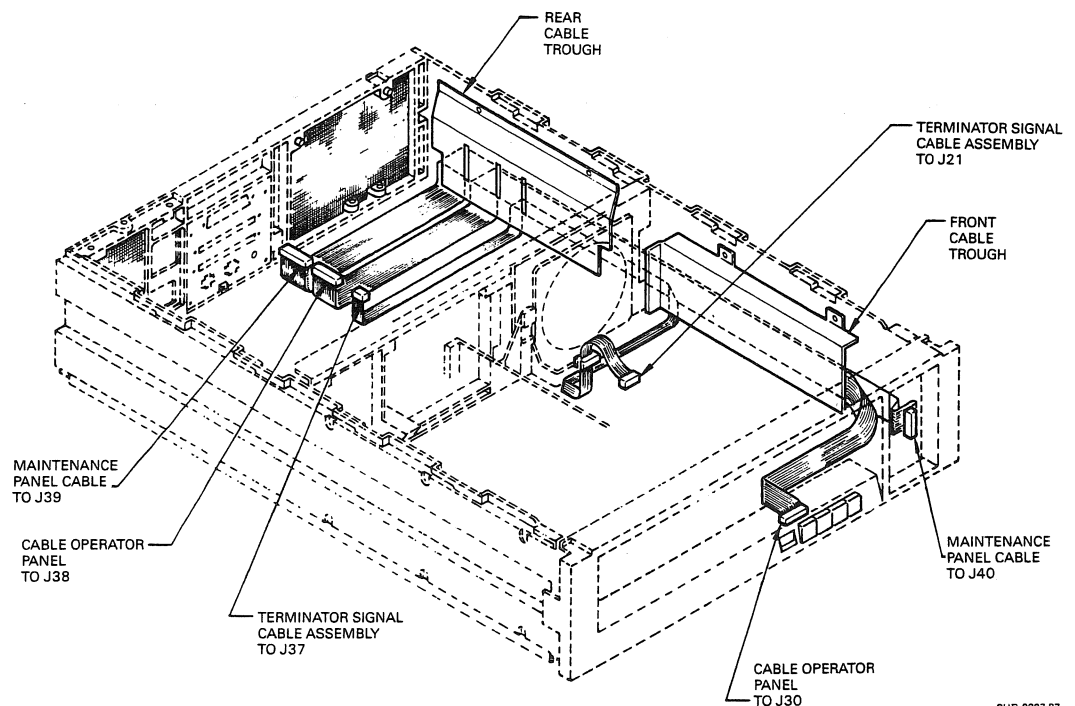 REAR
CABLE
TROUGH
TERMINATOR SIGNAL
CABLE ASSEMBLY
TO J21
FRONT
CABLE
TROUGH
MAINTENANCE
PANEL CABLE
TO J39
CABLE OPERATOR
PANEL
TO J38
TERMINATOR SIGNAL
CABLE ASSEMBLY
TO J37
MAINTENANCE
PANEL CABLE
TO J40
CABLE OPERATOR
PANEL
TO J30